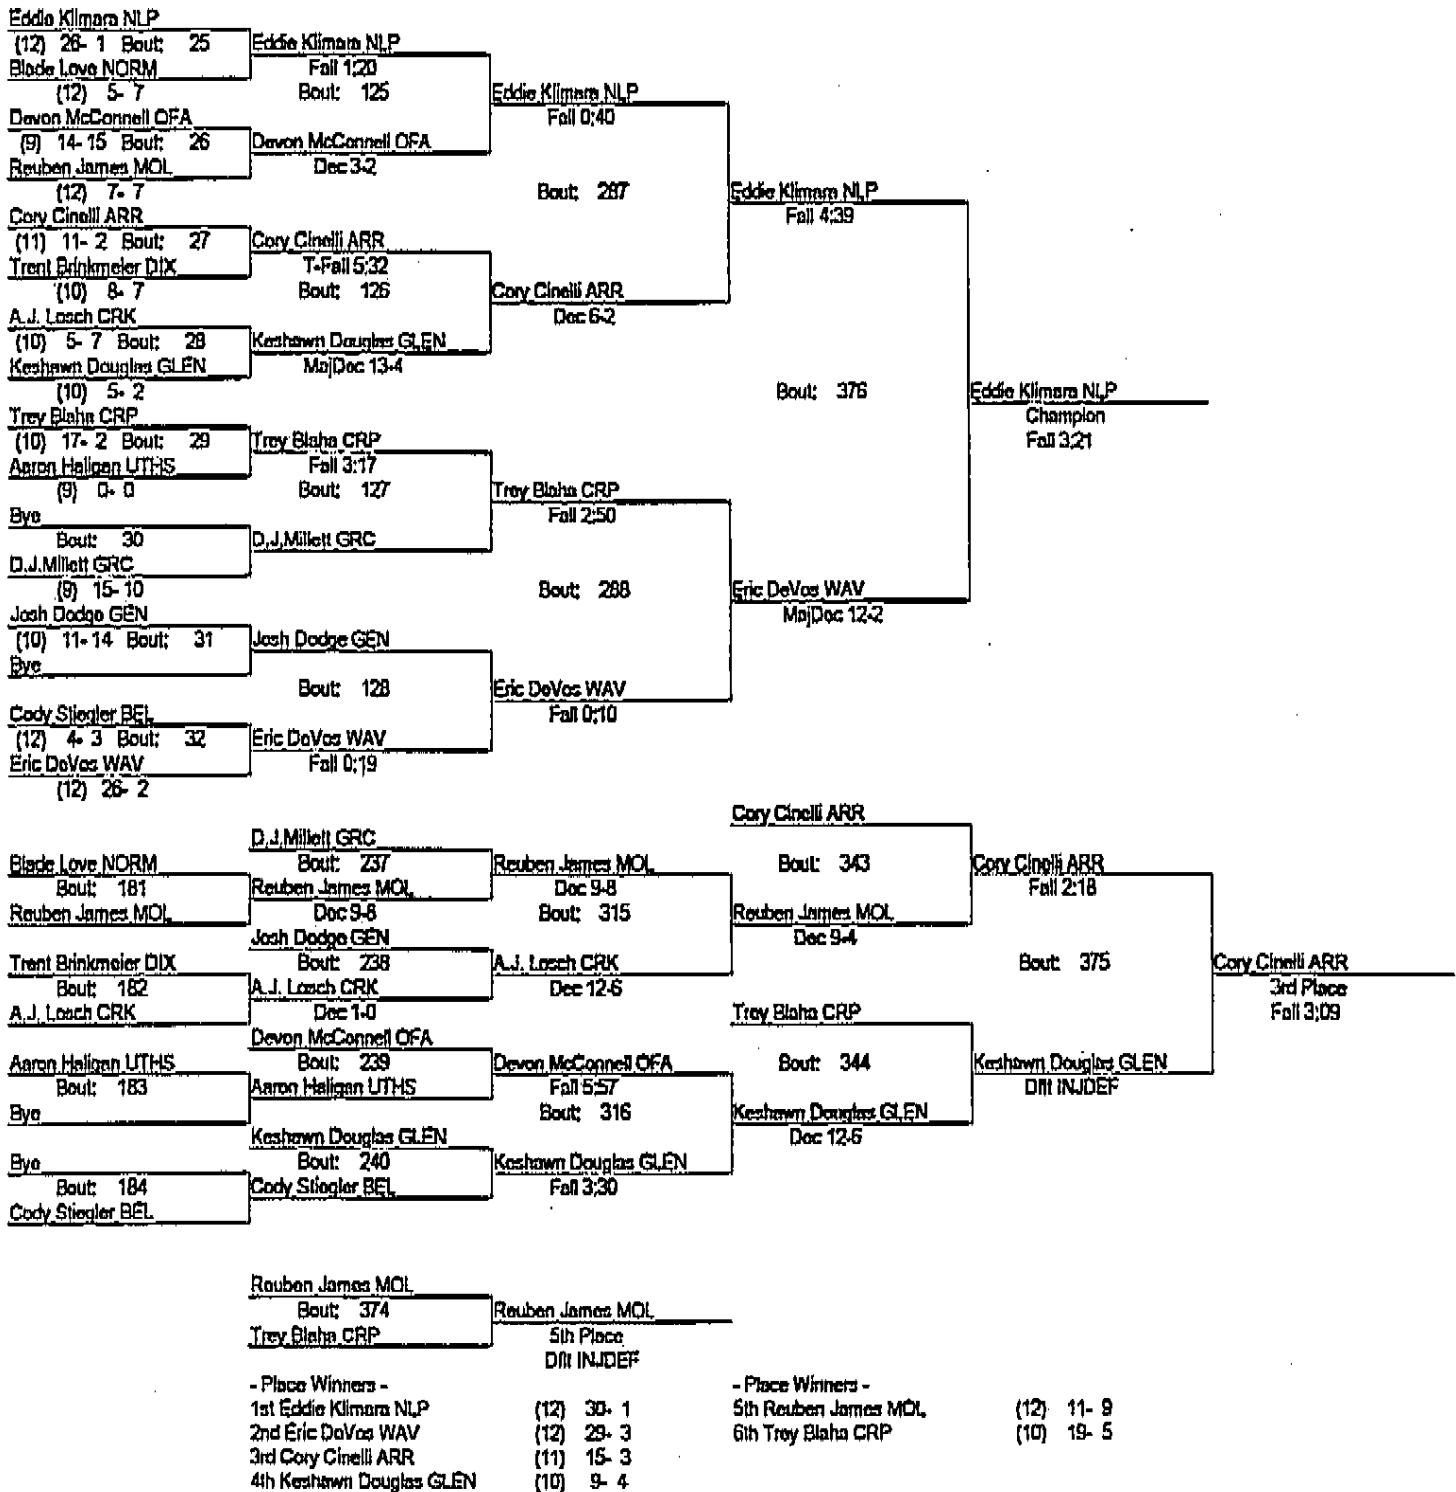 Eddie Klimara NLP
(12) 26- 1 Bout: 25
Blade Love NORM
(12) 5- 7
Devon McConnell OFA
(9) 14- 15 Bout: 26
Reuben James MOL
(12) 7- 7
Cory Cinelli ARR
(11) 11- 2 Bout: 27
Trent Brinkmeier DIX
(10) 8- 7
A.J. Losch CRK
(10) 5- 7 Bout: 28
Keshawn Douglas GLEN
(10) 5- 2
Trey Blaha CRP
(10) 17- 2 Bout: 29
Aaron Haligan UTHS
(9) 0- 0
Bye
Bout: 30
D.J.Millett GRC
(9) 15- 10
Josh Dodge GEN
(10) 11- 14 Bout: 31
Bye
Cody Stiegler BEL
(12) 4- 3 Bout: 32
Eric DeVos WAV
(12) 26- 2
Eddie Klimara NLP
Fall 1:20
Bout: 125
Devon McConnell OFA
Dec 3-2
Cory Cinelli ARR
T-Fall 5:32
Bout: 126
Keshawn Douglas GLEN
MajDec 13-4
Trey Blaha CRP
Fall 3:17
Bout: 127
D.J.Millett GRC
Josh Dodge GEN
Bout: 128
Eric DeVos WAV
Fall 0:19
Eddie Klimara NLP
Fall 0:40
Bout: 287
Cory Cinelli ARR
Dec 6-2
Trey Blaha CRP
Fall 2:50
Bout: 288
Eric DeVos WAV
Fall 0:10
Eddie Klimara NLP
Fall 4:39
Bout: 376
Eric DeVos WAV
MajDec 12-2
Eddie Klimara NLP
Champion
Fall 3:21
Blade Love NORM
Bout: 181
Reuben James MOL
Trent Brinkmeier DIX
Bout: 182
A.J. Losch CRK
Aaron Haligan UTHS
Bout: 183
Bye
Bye
Bout: 184
Cody Stiegler BEL
D.J.Millett GRC
Bout: 237
Reuben James MOL
Dec 9-8
Josh Dodge GEN
Bout: 238
A.J. Losch CRK
Dec 1-0
Devon McConnell OFA
Bout: 239
Aaron Haligan UTHS
Keshawn Douglas GLEN
Bout: 240
Cody Stiegler BEL
Reuben James MOL
Dec 9-8
Bout: 315
A.J. Losch CRK
Dec 12-6
Devon McConnell OFA
Fall 5:57
Bout: 316
Keshawn Douglas GLEN
Fall 3:30
Cory Cinelli ARR
Bout: 343
Reuben James MOL
Dec 9-4
Trey Blaha CRP
Bout: 344
Keshawn Douglas GLEN
Dec 12-6
Cory Cinelli ARR
Fall 2:18
Bout: 375
Keshawn Douglas GLEN
Dflt INJDEF
Cory Cinelli ARR
3rd Place
Fall 3:09
Reuben James MOL
Bout: 374
Trey Blaha CRP
Reuben James MOL
5th Place
Dflt INJDEF
- Place Winners -
1st Eddie Klimara NLP (12) 30- 1
2nd Eric DeVos WAV (12) 29- 3
3rd Cory Cinelli ARR (11) 15- 3
4th Keshawn Douglas GLEN (10) 9- 4
- Place Winners -
5th Reuben James MOL (12) 11- 9
6th Trey Blaha CRP (10) 19- 5